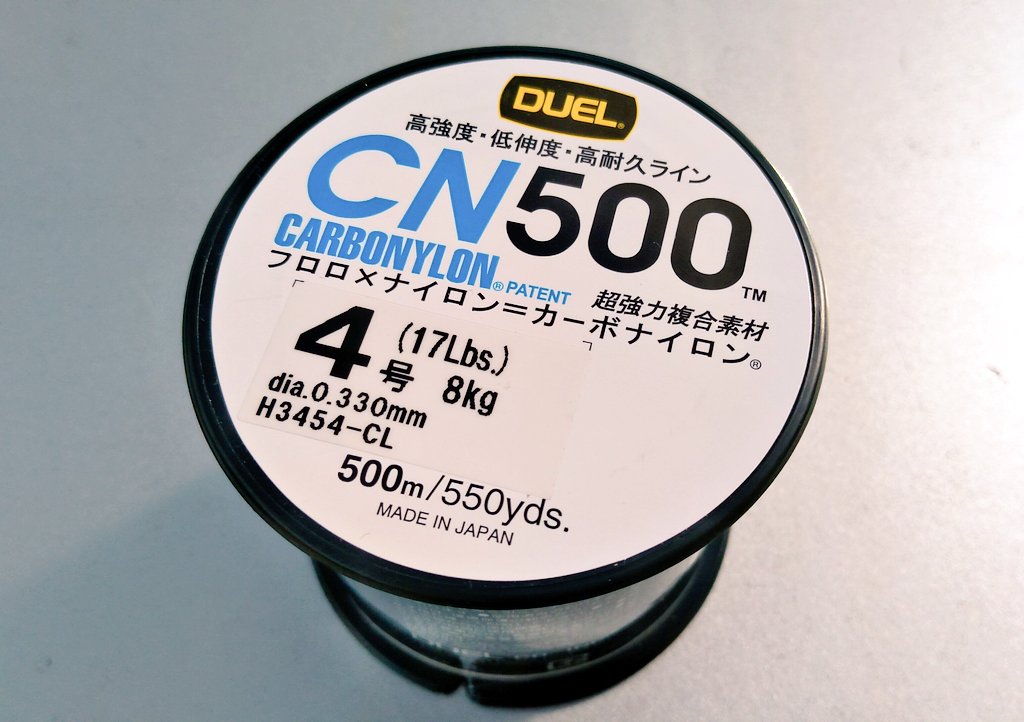 DUEL®
高強度・低伸度・高耐久ライン
CN500™
CARBONYLON® PATENT 超強力複合素材
フロロ×ナイロン=カーボナイロン®
4号 (17Lbs.) 8kg
dia.0.330mm
H3454-CL
500m/550yds.
MADE IN JAPAN